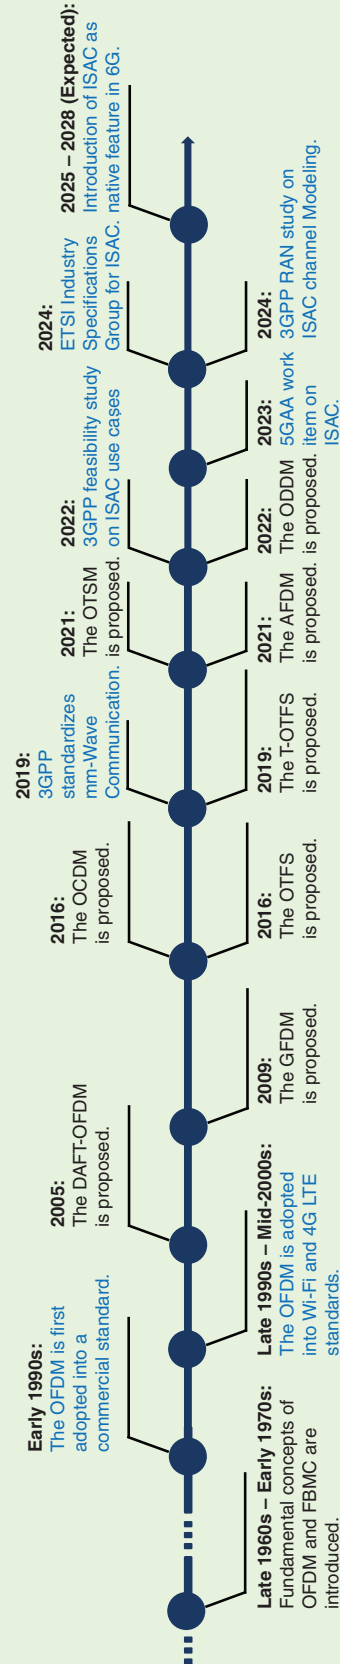 Late 1960s – Early 1970s:
Fundamental concepts of
OFDM and FBMC are
introduced.
Early 1990s:
The OFDM is first
adopted into a
commercial standard.
Late 1990s – Mid-2000s:
The OFDM is adopted
into Wi-Fi and 4G LTE
standards.
2005:
The DAFT-OFDM
is proposed.
2009:
The GFDM
is proposed.
2016:
The OCDM
is proposed.
2016:
The OTFS
is proposed.
2019:
3GPP
standardizes
mm-Wave
Communication.
2019:
The T-OTFS
is proposed.
2021:
The OTSM
is proposed.
2021:
The AFDM
is proposed.
2022:
3GPP feasibility study
on ISAC use cases
2022:
The ODDM
is proposed.
2023:
5GAA work
item on
ISAC.
2024:
ETSI Industry
Specifications
Group for ISAC.
2024:
3GPP RAN study on
ISAC channel Modeling.
2025 – 2028 (Expected):
Introduction of ISAC as
native feature in 6G.